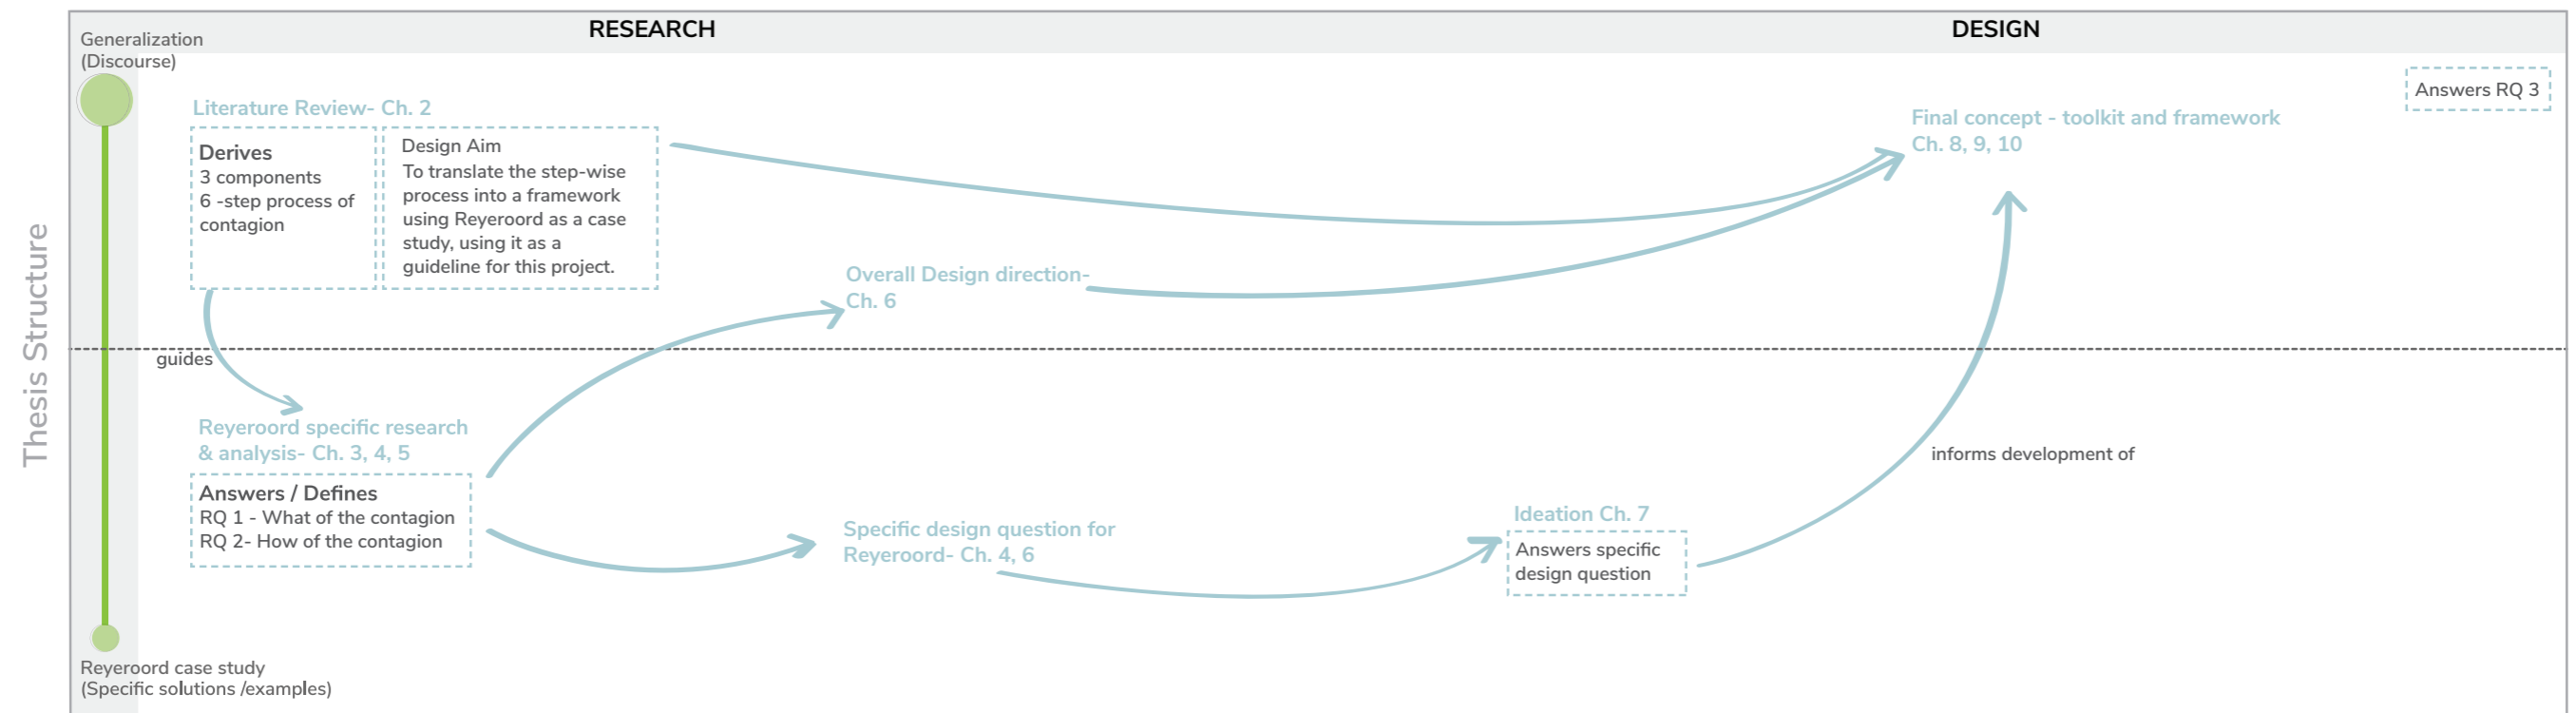 Thesis Structure
RESEARCH
DESIGN
Generalization
(Discourse)
Literature Review- Ch. 2
Derives
3 components
6 -step process of
contagion
Design Aim
To translate the step-wise
process into a framework
using Reyeroord as a case
study, using it as a
guideline for this project.
Answers RQ 3
Final concept - toolkit and framework
Ch. 8, 9, 10
Overall Design direction-
Ch. 6
guides
Reyeroord specific research
& analysis- Ch. 3, 4, 5
Answers / Defines
RQ 1 - What of the contagion
RQ 2- How of the contagion
Specific design question for
Reyeroord- Ch. 4, 6
Ideation Ch. 7
Answers specific
design question
informs development of
Reyeroord case study
(Specific solutions /examples)